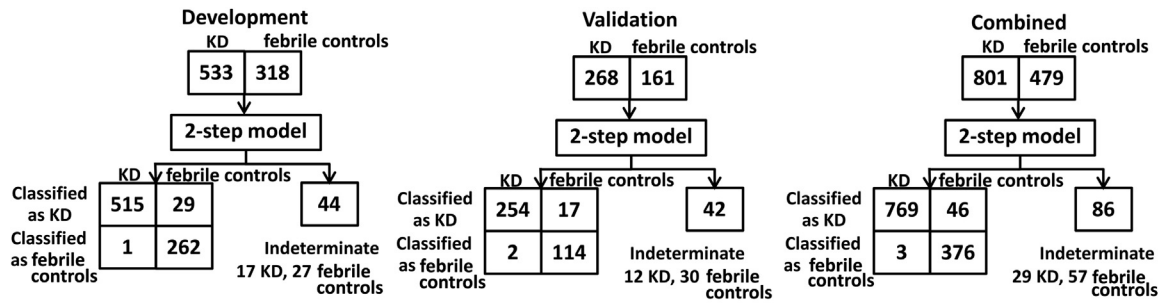 Development
KD febrile controls
533 318
2-step model
KD febrile controls
Classified as KD
515 29
44
Classified as febrile controls
1 262
Indeterminate
17 KD, 27 febrile controls
Validation
KD febrile controls
268 161
2-step model
KD febrile controls
Classified as KD
254 17
42
Classified as febrile controls
2 114
Indeterminate
12 KD, 30 febrile controls
Combined
KD febrile controls
801 479
2-step model
KD febrile controls
Classified as KD
769 46
86
Classified as febrile controls
3 376
Indeterminate
29 KD, 57 febrile controls